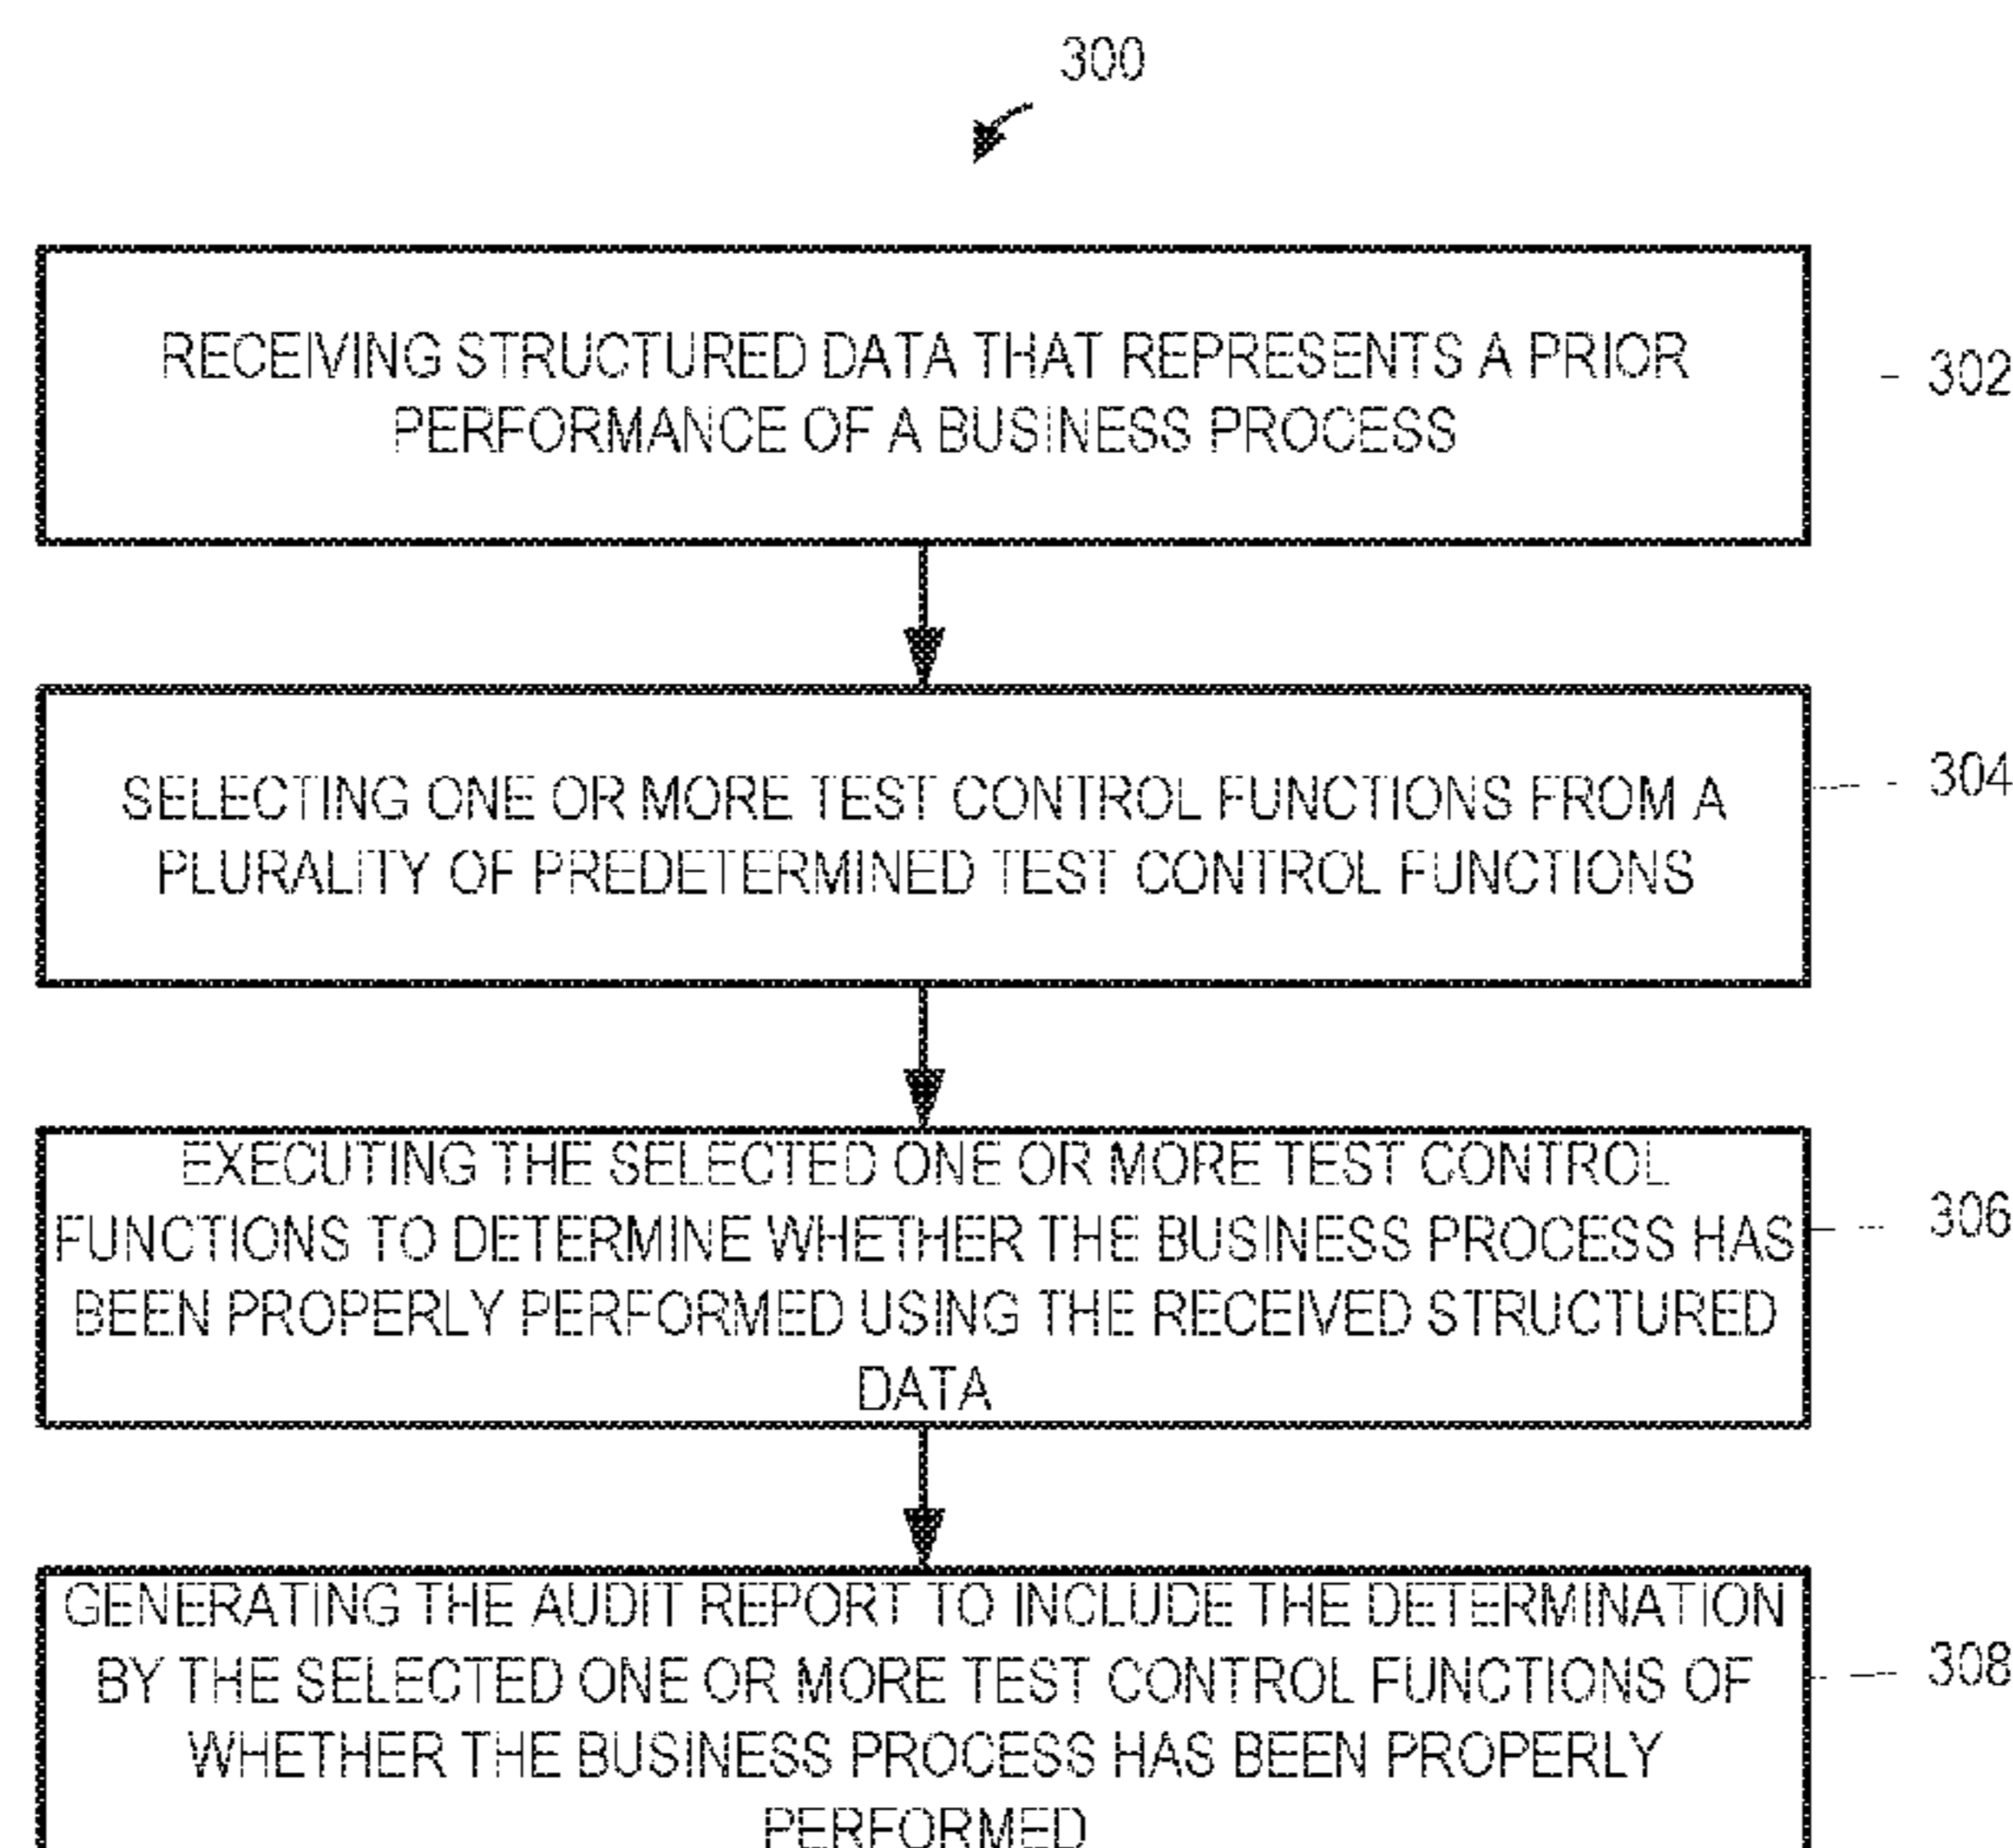 300
RECEIVING STRUCTURED DATA THAT REPRESENTS A PRIOR
PERFORMANCE OF A BUSINESS PROCESS
302
SELECTING ONE OR MORE TEST CONTROL FUNCTIONS FROM A
PLURALITY OF PREDETERMINED TEST CONTROL FUNCTIONS
304
EXECUTING THE SELECTED ONE OR MORE TEST CONTROL
FUNCTIONS TO DETERMINE WHETHER THE BUSINESS PROCESS HAS
BEEN PROPERLY PERFORMED USING THE RECEIVED STRUCTURED
DATA
306
GENERATING THE AUDIT REPORT TO INCLUDE THE DETERMINATION
BY THE SELECTED ONE OR MORE TEST CONTROL FUNCTIONS OF
WHETHER THE BUSINESS PROCESS HAS BEEN PROPERLY
PERFORMED
308